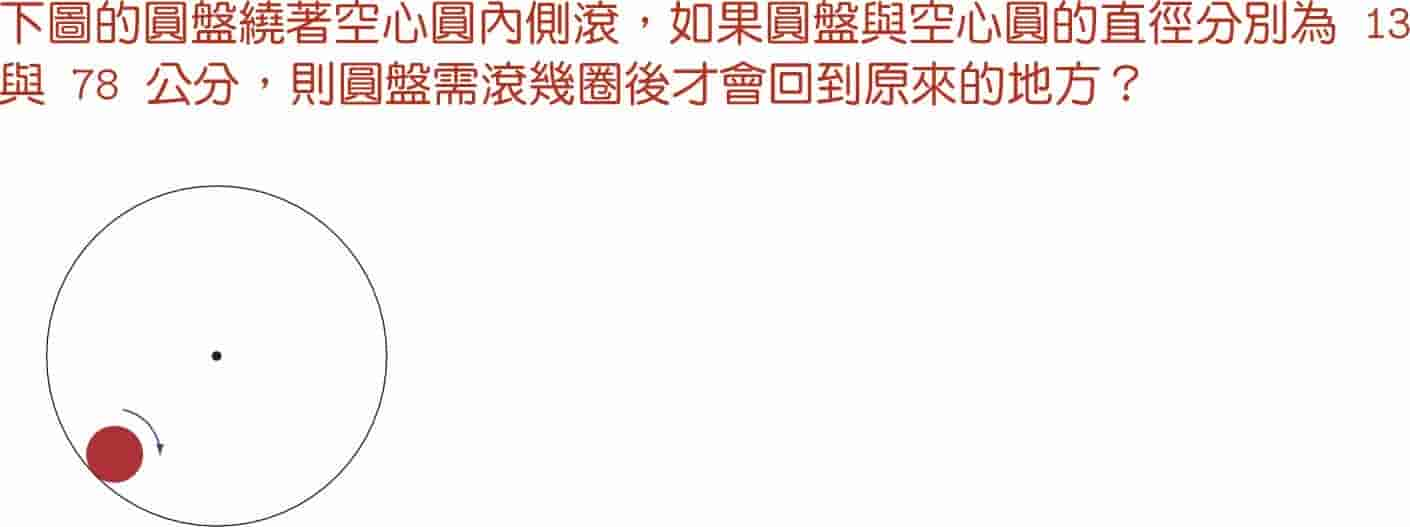 下圖的圓盤繞著空心圓內側滾，如果圓盤與空心圓的直徑分別為 13
與 78 公分，則圓盤需滾幾圈後才會回到原來的地方？